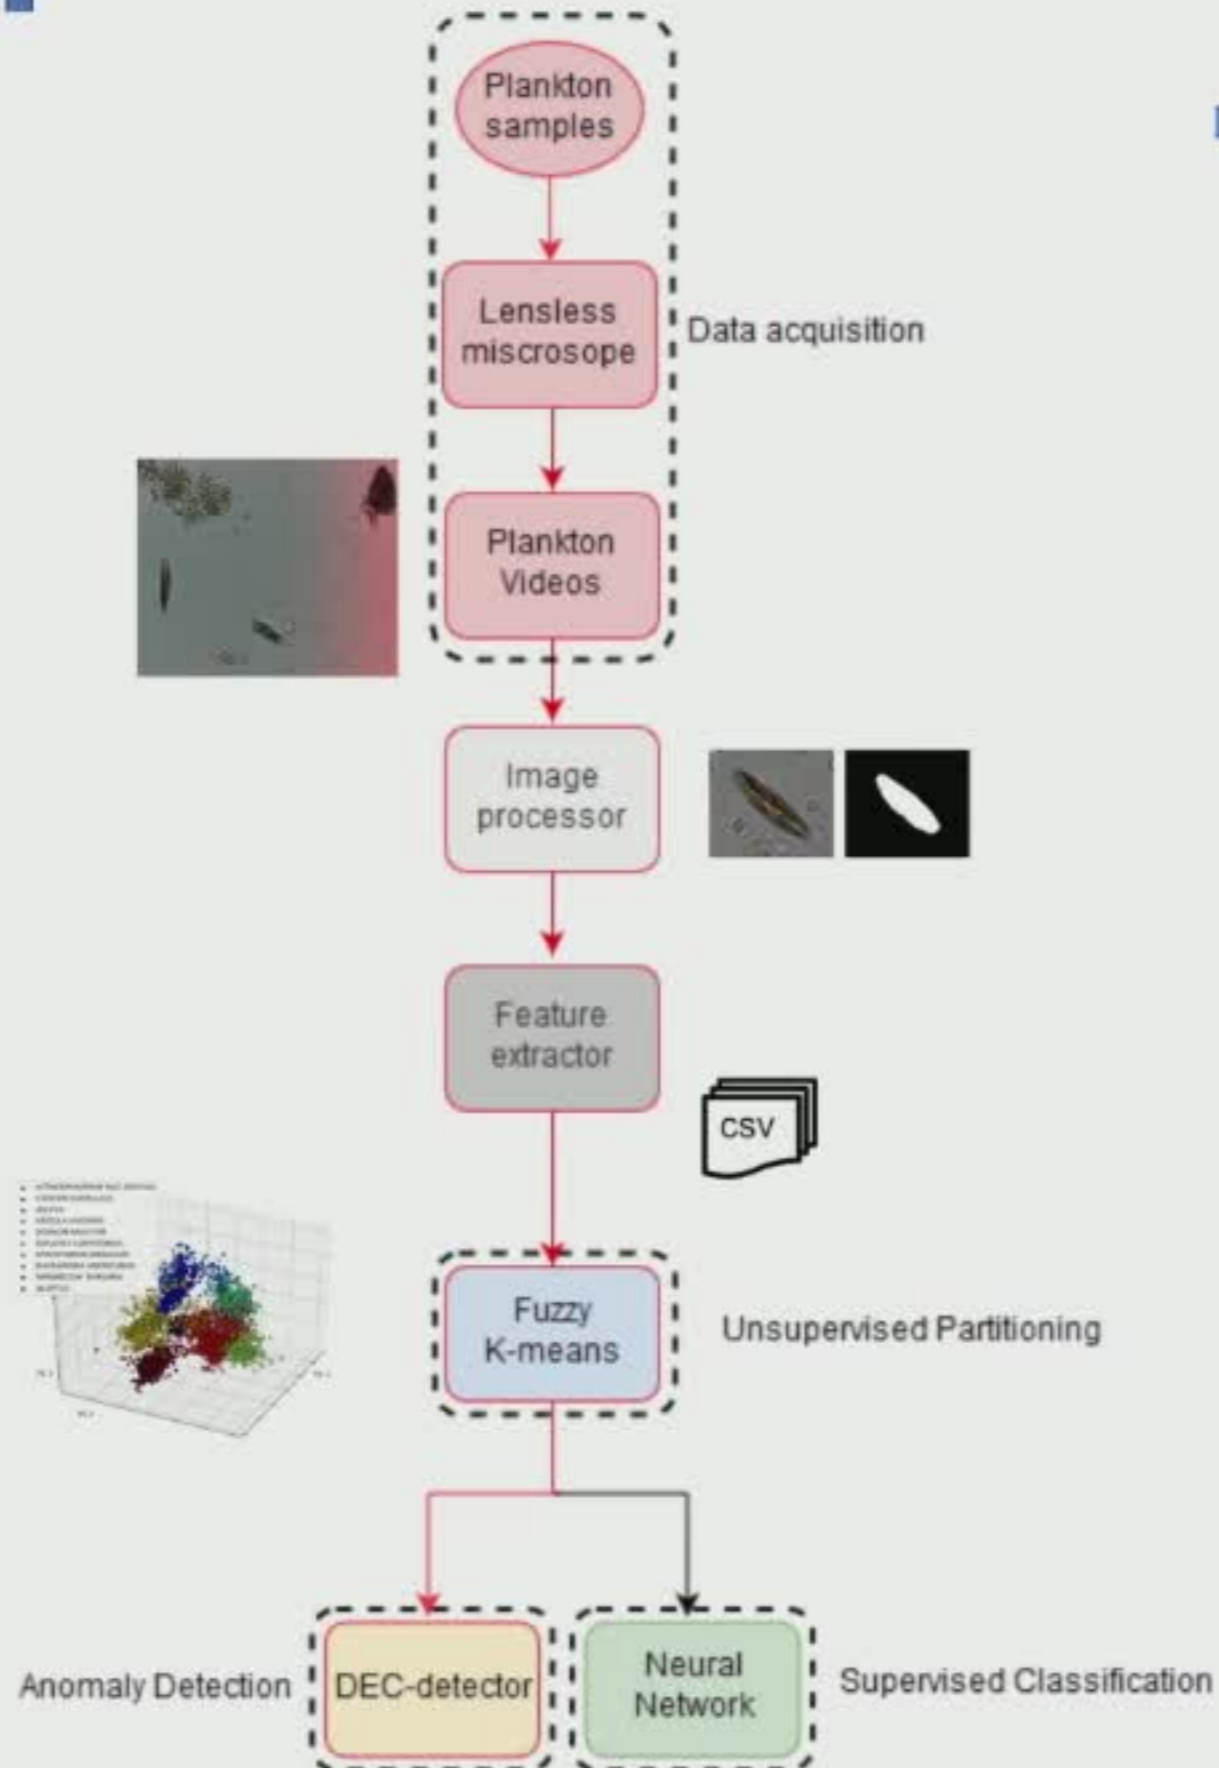 Plankton
samples
Lensless
miscrosope
Data acquisition
Plankton
Videos
Image
processor
Feature
extractor
CSV
Fuzzy
K-means
Unsupervised Partitioning
Anomaly Detection
DEC-detector
Neural
Network
Supervised Classification